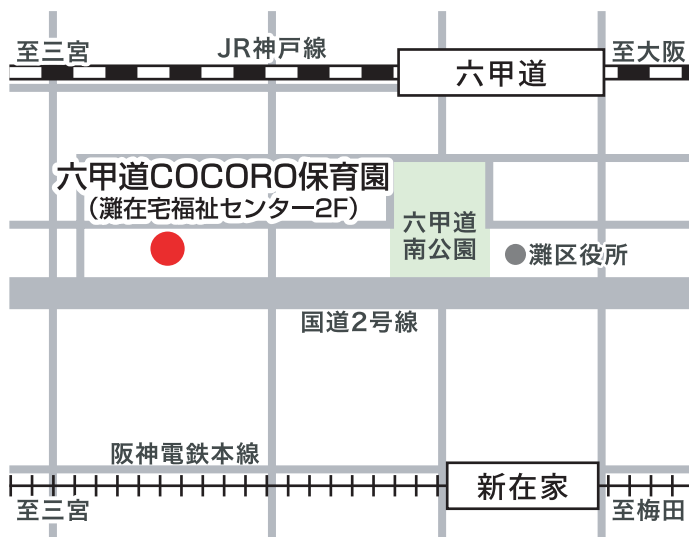 至三宮
JR神戸線
六甲道
至大阪
六甲道COCORO保育園
（灘在宅福祉センター2F）
六甲道
南公園
灘区役所
国道2号線
阪神電鉄本線
新在家
至三宮
至梅田